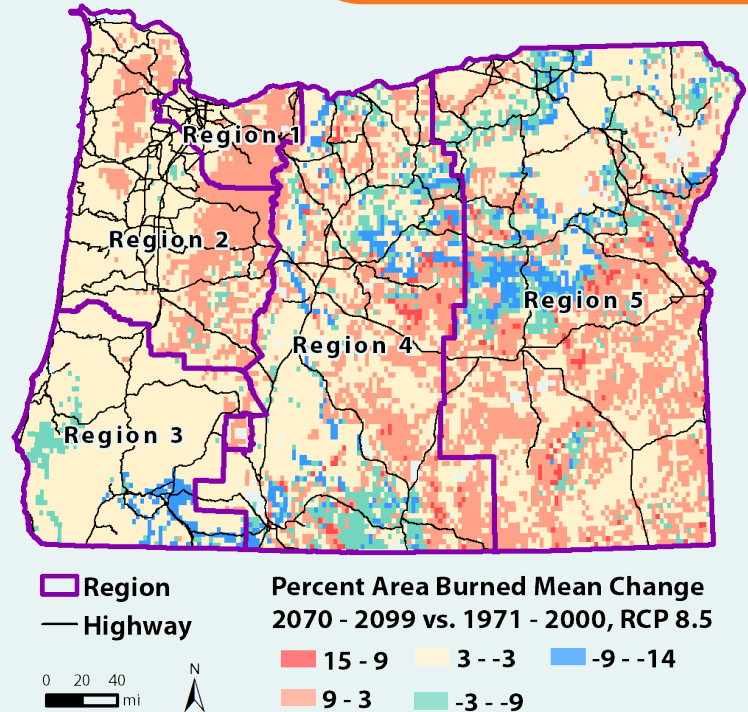 Region 1
Region 2
Region 5
Region 4
Region 3
Region
Highway
0 20 40
mi
N
Percent Area Burned Mean Change
2070 - 2099 vs. 1971 - 2000, RCP 8.5
15 - 9
3 - -3
-9 - -14
9 - 3
-3 - -9